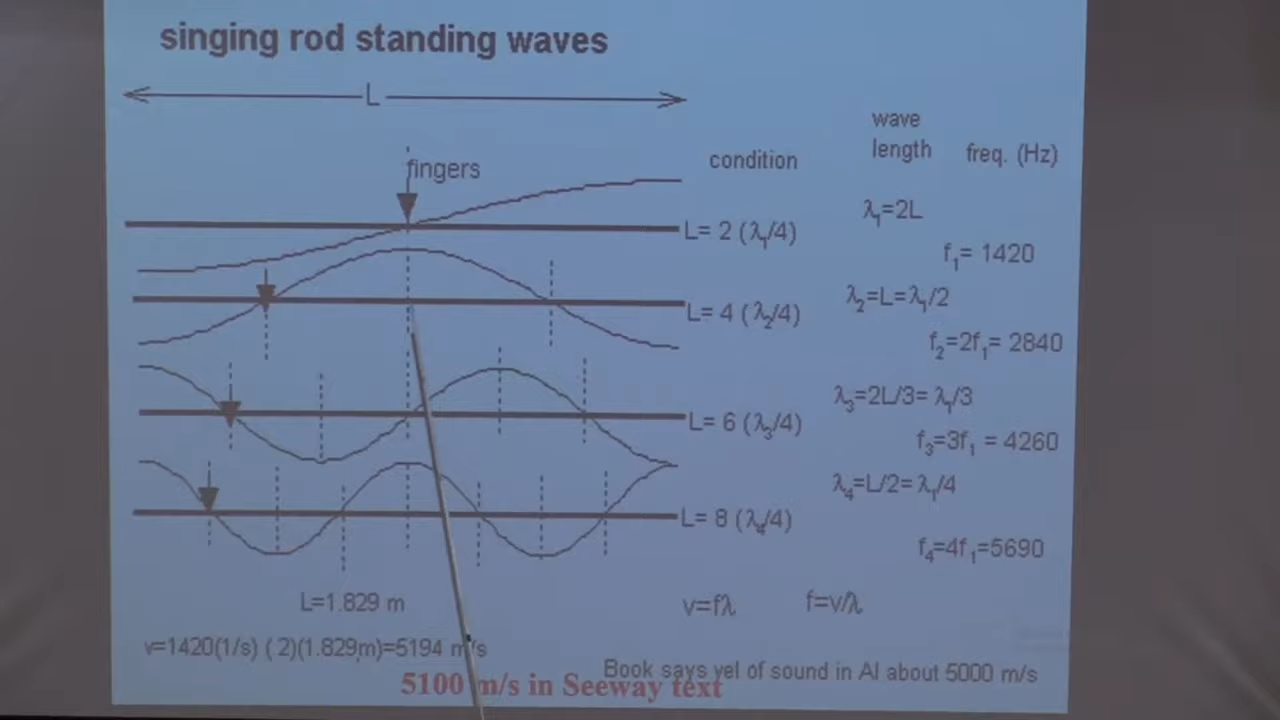 singing rod standing waves
L
wave
length
freq. (Hz)
condition
fingers
L= 2 (λ₁/4)
λ₁=2L
f₁= 1420
L= 4 (λ₂/4)
λ₂=L=λ₁/2
f₂=2f₁= 2840
L= 6 (λ₃/4)
λ₃=2L/3= λ₁/3
f₃=3f₁ = 4260
L= 8 (λ₄/4)
λ₄=L/2= λ₁/4
f₄=4f₁=5690
L=1.829 m
v=fλ
f=v/λ
v=1420(1/s) ( 2)(1.829m)=5194 m/s
Book says vel of sound in Al about 5000 m/s
5100 m/s in Seeway text